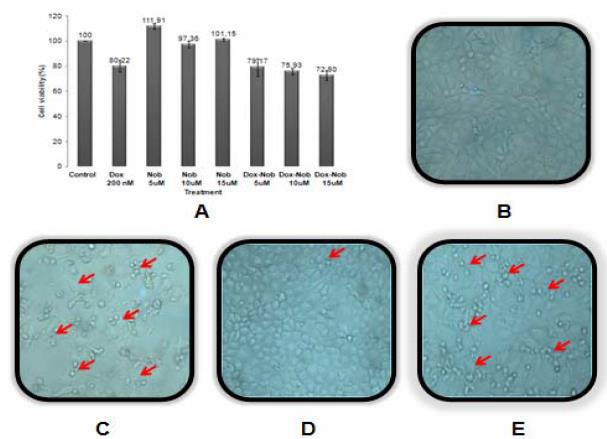 120
100
80
60
40
20
0
Cell viability (%)
100
80,22
111,91
97,36
101,15
79,17
75,93
72,80
Control Dox Nob Nob Nob Dox-Nob Dox-Nob Dox-Nob
200 nM 5uM 10uM 15uM 5uM 10uM 15uM
Treatment
A
B
C
D
E